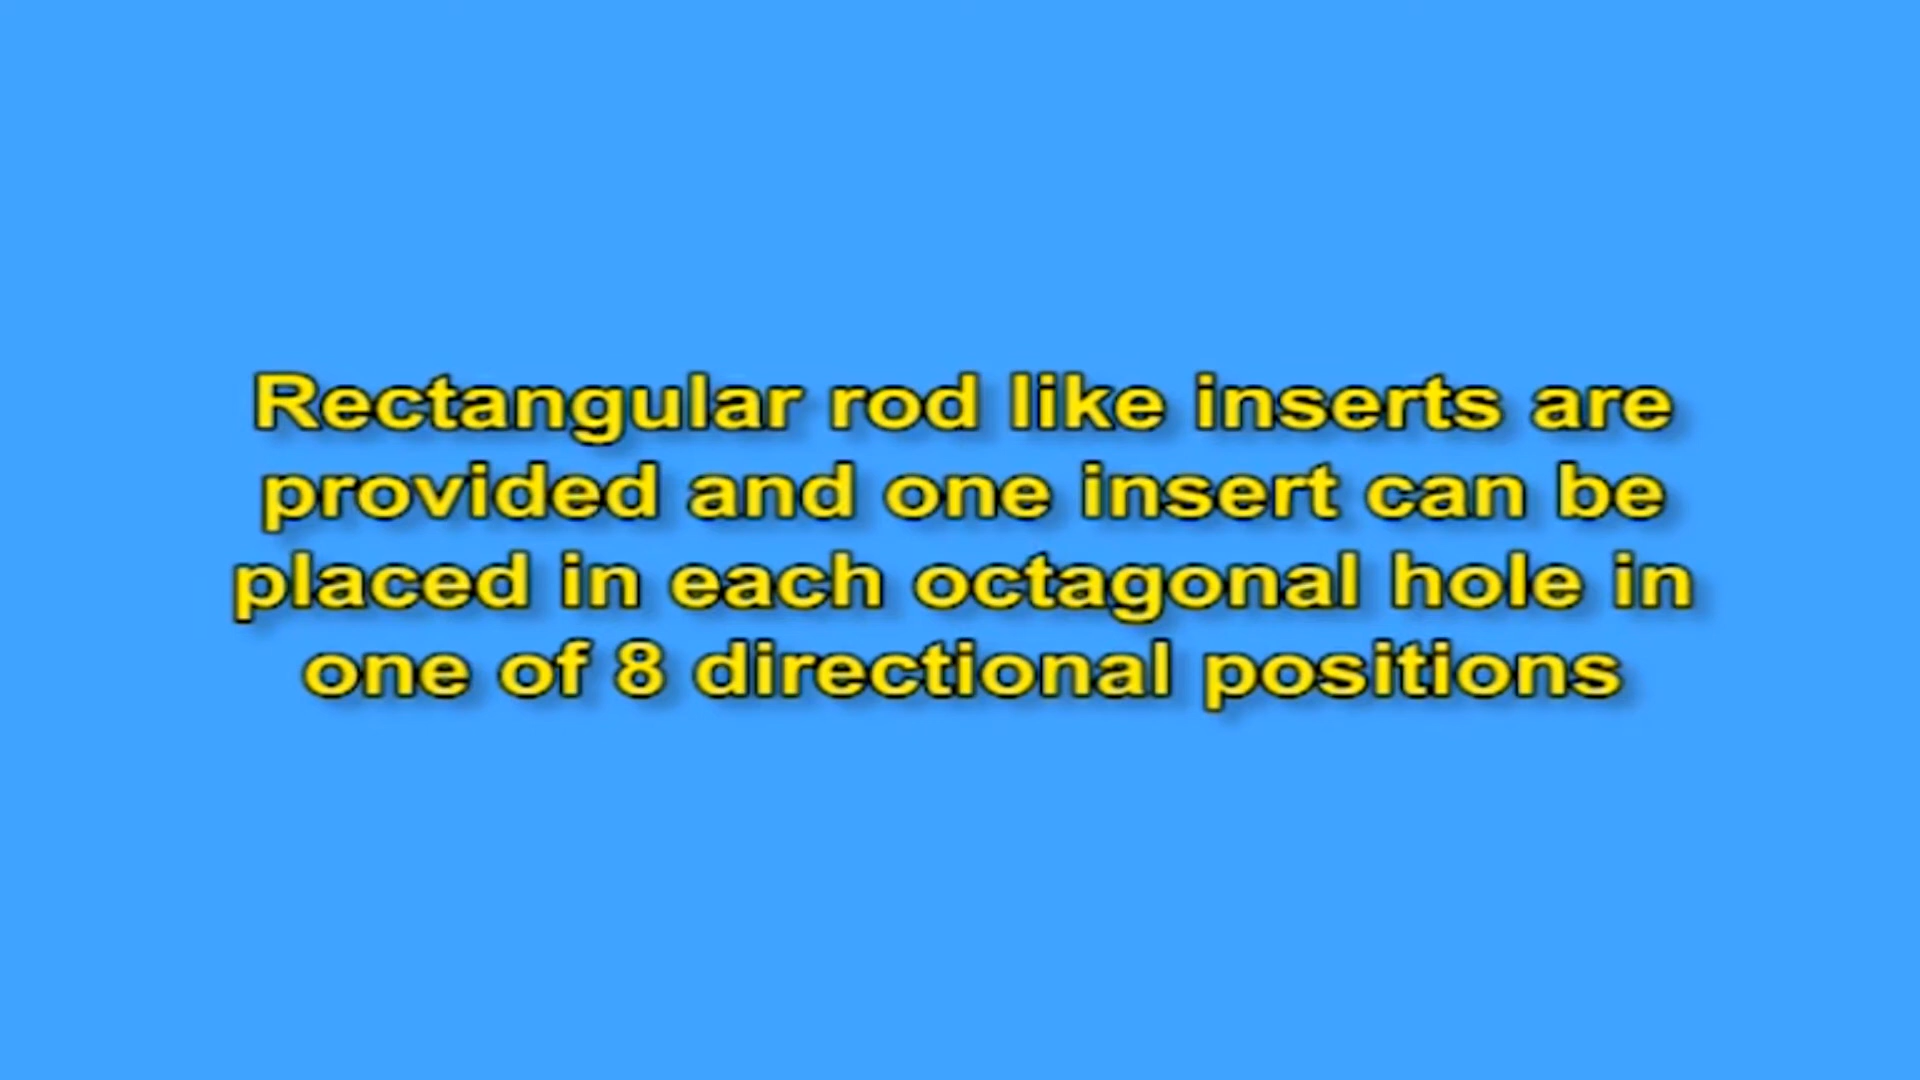 Rectangular rod like inserts are
provided and one insert can be
placed in each octagonal hole in
one of 8 directional positions